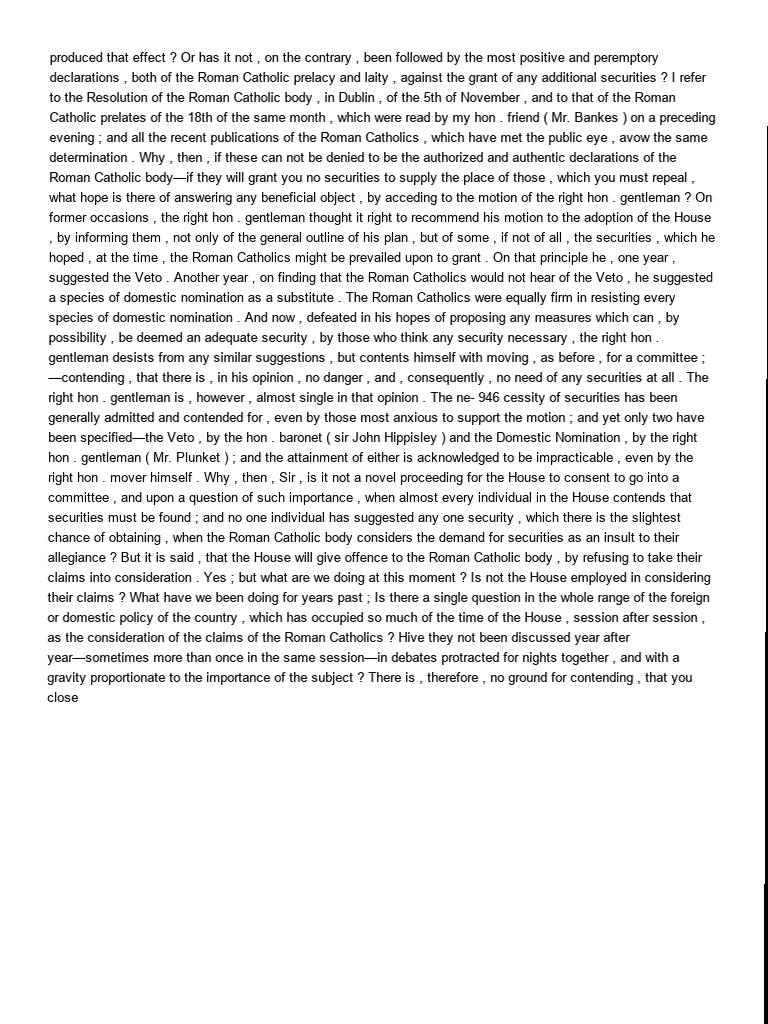 produced that effect ? Or has it not , on the contrary , been followed by the most positive and peremptory
declarations , both of the Roman Catholic prelacy and laity , against the grant of any additional securities ? I refer
to the Resolution of the Roman Catholic body , in Dublin , of the 5th of November , and to that of the Roman
Catholic prelates of the 18th of the same month , which were read by my hon . friend ( Mr. Bankes ) on a preceding
evening ; and all the recent publications of the Roman Catholics , which have met the public eye , avow the same
determination . Why , then , if these can not be denied to be the authorized and authentic declarations of the
Roman Catholic body—if they will grant you no securities to supply the place of those , which you must repeal ,
what hope is there of answering any beneficial object , by acceding to the motion of the right hon . gentleman ? On
former occasions , the right hon . gentleman thought it right to recommend his motion to the adoption of the House
, by informing them , not only of the general outline of his plan , but of some , if not of all , the securities , which he
hoped , at the time , the Roman Catholics might be prevailed upon to grant . On that principle he , one year ,
suggested the Veto . Another year , on finding that the Roman Catholics would not hear of the Veto , he suggested
a species of domestic nomination as a substitute . The Roman Catholics were equally firm in resisting every
species of domestic nomination . And now , defeated in his hopes of proposing any measures which can , by
possibility , be deemed an adequate security , by those who think any security necessary , the right hon .
gentleman desists from any similar suggestions , but contents himself with moving , as before , for a committee ;
—contending , that there is , in his opinion , no danger , and , consequently , no need of any securities at all . The
right hon . gentleman is , however , almost single in that opinion . The ne- 946 cessity of securities has been
generally admitted and contended for , even by those most anxious to support the motion ; and yet only two have
been specified—the Veto , by the hon . baronet ( sir John Hippisley ) and the Domestic Nomination , by the right
hon . gentleman ( Mr. Plunket ) ; and the attainment of either is acknowledged to be impracticable , even by the
right hon . mover himself . Why , then , Sir , is it not a novel proceeding for the House to consent to go into a
committee , and upon a question of such importance , when almost every individual in the House contends that
securities must be found ; and no one individual has suggested any one security , which there is the slightest
chance of obtaining , when the Roman Catholic body considers the demand for securities as an insult to their
allegiance ? But it is said , that the House will give offence to the Roman Catholic body , by refusing to take their
claims into consideration . Yes ; but what are we doing at this moment ? Is not the House employed in considering
their claims ? What have we been doing for years past ; Is there a single question in the whole range of the foreign
or domestic policy of the country , which has occupied so much of the time of the House , session after session ,
as the consideration of the claims of the Roman Catholics ? Hive they not been discussed year after
year—sometimes more than once in the same session—in debates protracted for nights together , and with a
gravity proportionate to the importance of the subject ? There is , therefore , no ground for contending , that you
close